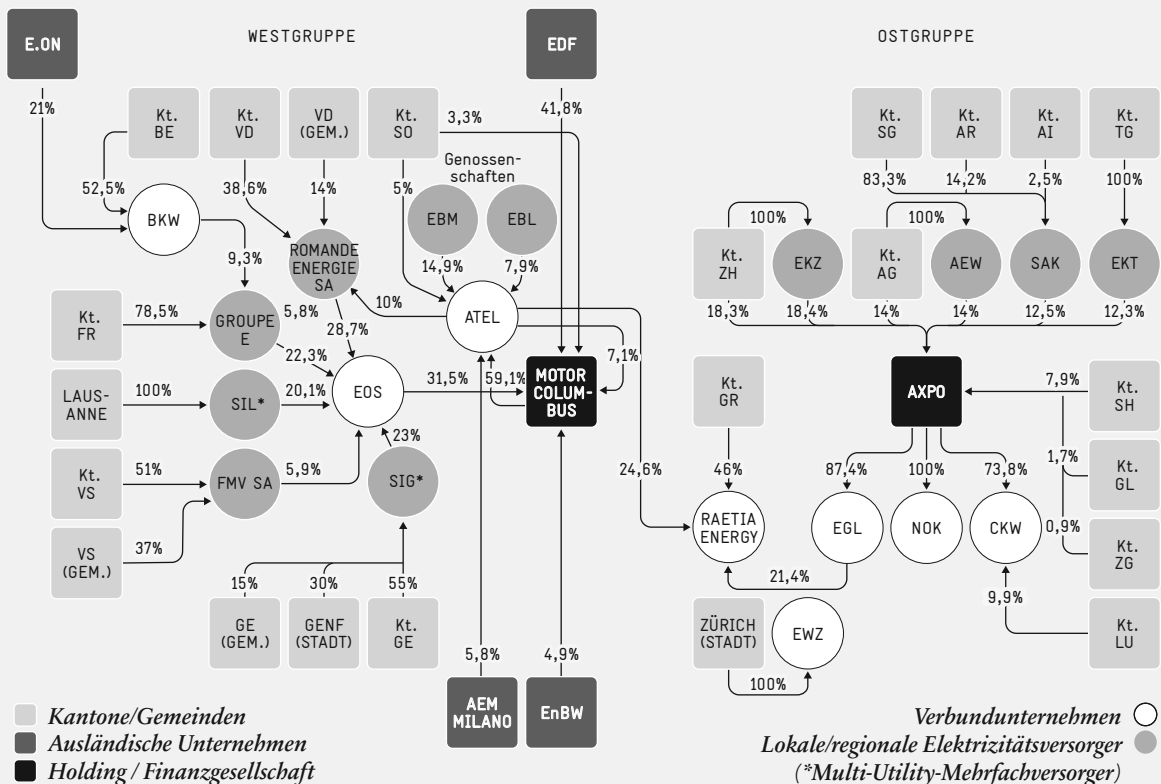 E.ON
WESTGRUPPE
EDF
OSTGRUPPE
21%
41,8%
Kt.
BE
Kt.
VD
VD
(GEM.)
Kt.
SO
3,3%
Kt.
SG
Kt.
AR
Kt.
AI
Kt.
TG
Genossen-
schaften
52,5%
38,6%
14%
5%
83,3%
14,2%
2,5%
100%
BKW
EBM
EBL
100%
100%
9,3%
ROMANDE
ENERGIE
SA
14,9%
7,9%
Kt.
ZH
EKZ
Kt.
AG
AEW
SAK
EKT
10%
18,3%
18,4%
14%
14%
12,5%
12,3%
Kt.
FR
78,5%
GROUPE
E
5,8%
28,7%
ATEL
22,3%
7,1%
LAUS-
ANNE
100%
SIL*
20,1%
EOS
31,5%
59,1%
MOTOR
COLUM-
BUS
Kt.
GR
AXPO
7,9%
Kt.
SH
23%
Kt.
VS
51%
FMV SA
5,9%
SIG*
24,6%
46%
87,4%
100%
73,8%
1,7%
Kt.
GL
RAETIA
ENERGY
EGL
NOK
CKW
0,9%
Kt.
ZG
VS
(GEM.)
37%
21,4%
15%
30%
55%
9,9%
GE
(GEM.)
GENF
(STADT)
Kt.
GE
ZÜRICH
(STADT)
EWZ
Kt.
LU
5,8%
4,9%
100%
AEM
MILANO
EnBW
Kantone/Gemeinden
Ausländische Unternehmen
Holding / Finanzgesellschaft
Verbundunternehmen
Lokale/regionale Elektrizitätsversorger
(*Multi-Utility-Mehrfachversorger)